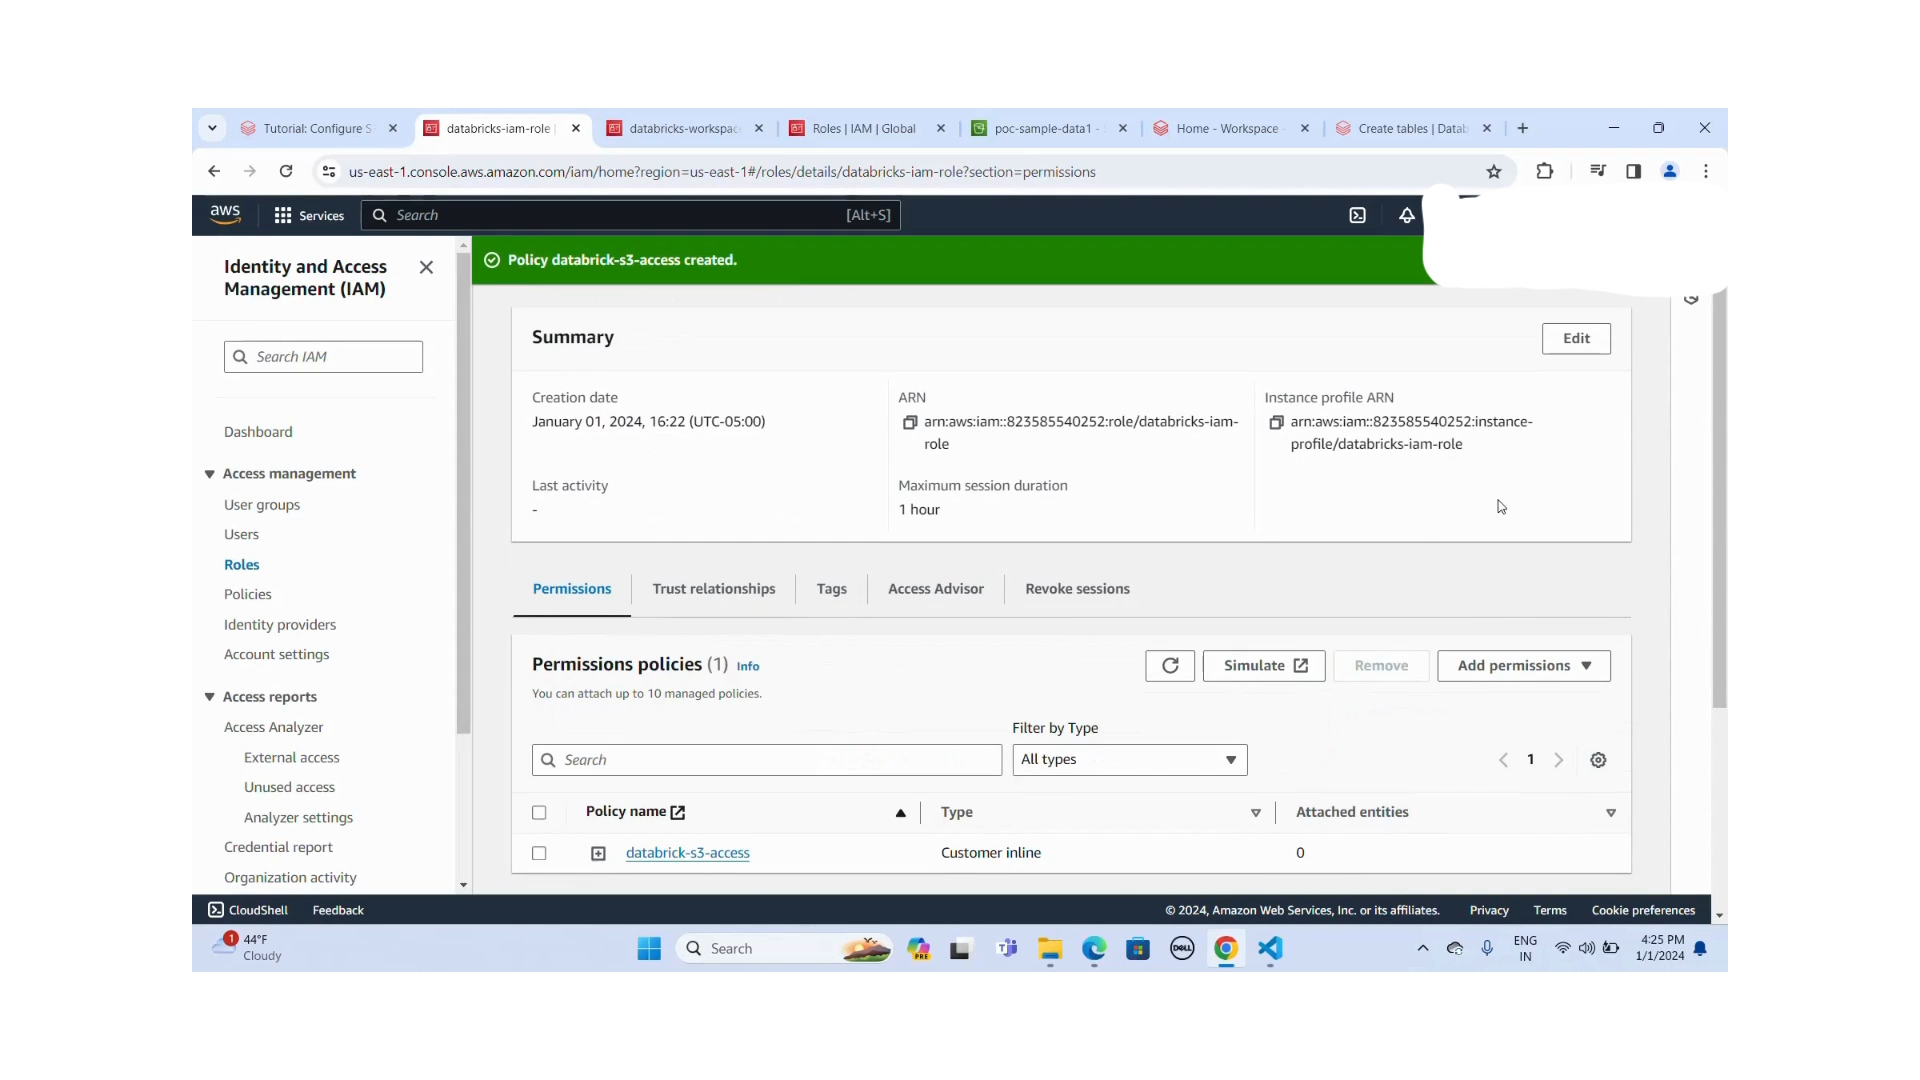 Tutorial: Configure S
databricks-iam-role
databricks-workspac
Roles | IAM | Global
poc-sample-data1 -
Home - Workspace
Create tables | Datab
us-east-1.console.aws.amazon.com/iam/home?region=us-east-1#/roles/details/databricks-iam-role?section=permissions
aws
Services
Search
[Alt+S]
Identity and Access
Management (IAM)
Search IAM
Dashboard
Access management
User groups
Users
Roles
Policies
Identity providers
Account settings
Access reports
Access Analyzer
External access
Unused access
Analyzer settings
Credential report
Organization activity
Policy databrick-s3-access created.
Summary
Edit
Creation date
January 01, 2024, 16:22 (UTC-05:00)
ARN
arn:aws:iam::823585540252:role/databricks-iam-
role
Instance profile ARN
arn:aws:iam::823585540252:instance-
profile/databricks-iam-role
Last activity
-
Maximum session duration
1 hour
Permissions
Trust relationships
Tags
Access Advisor
Revoke sessions
Permissions policies (1) Info
You can attach up to 10 managed policies.
Simulate
Remove
Add permissions
Filter by Type
Search
All types
1
Policy name
Type
Attached entities
databrick-s3-access
Customer inline
0
CloudShell
Feedback
© 2024, Amazon Web Services, Inc. or its affiliates.
Privacy
Terms
Cookie preferences
1
44°F
Cloudy
Search
PRE
DELL
ENG
IN
4:25 PM
1/1/2024